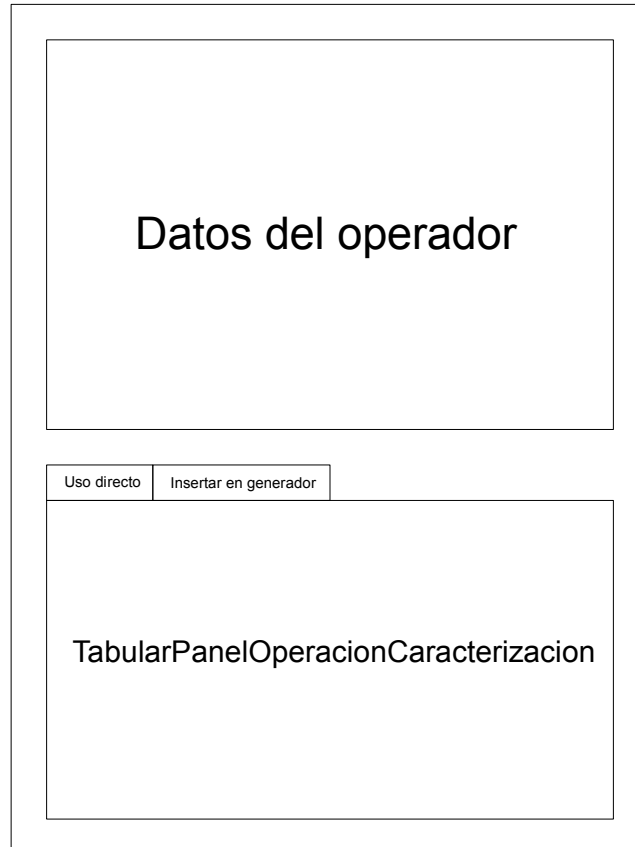 Datos del operador
Uso directo
Insertar en generador
TabularPanelOperacionCaracterizacion